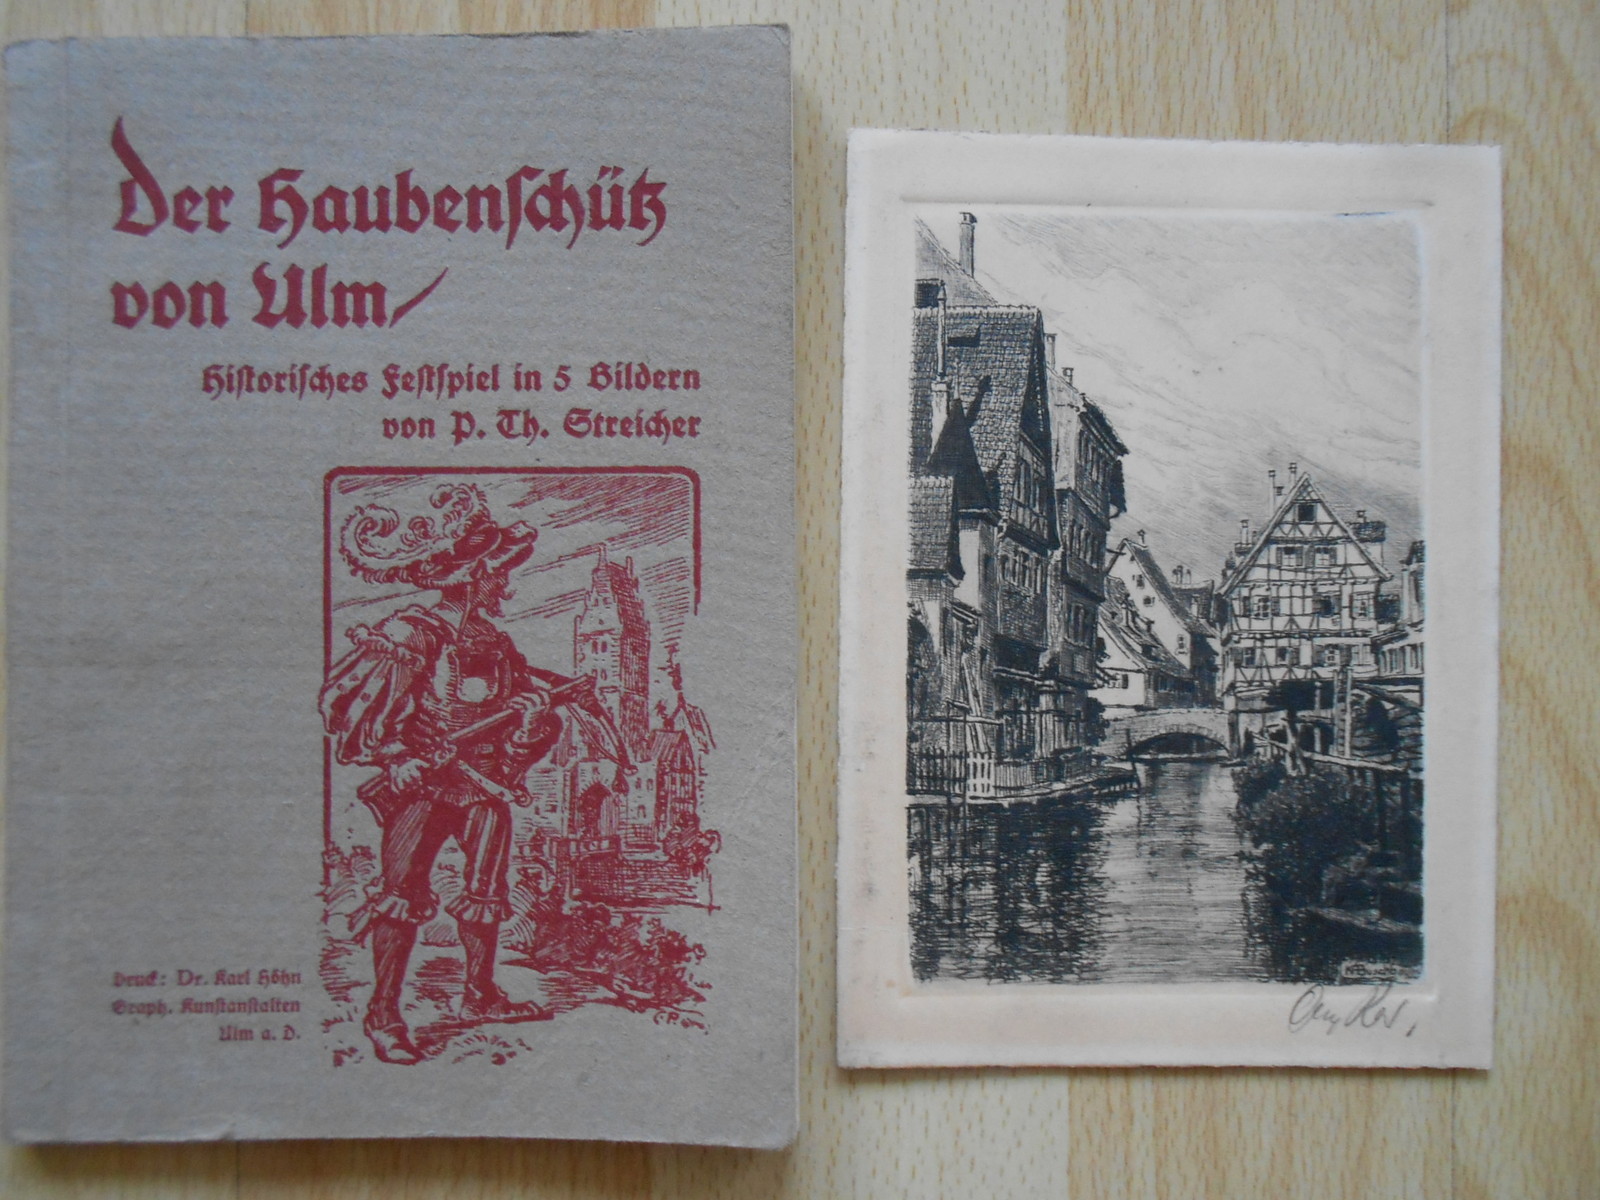 Der Haubenschütz
von Ulm
Historisches Festspiel in 5 Bildern
von P. Th. Streicher
Druck: Dr. Karl Höhn
Graph. Kunstanstalten
Ulm a. D.